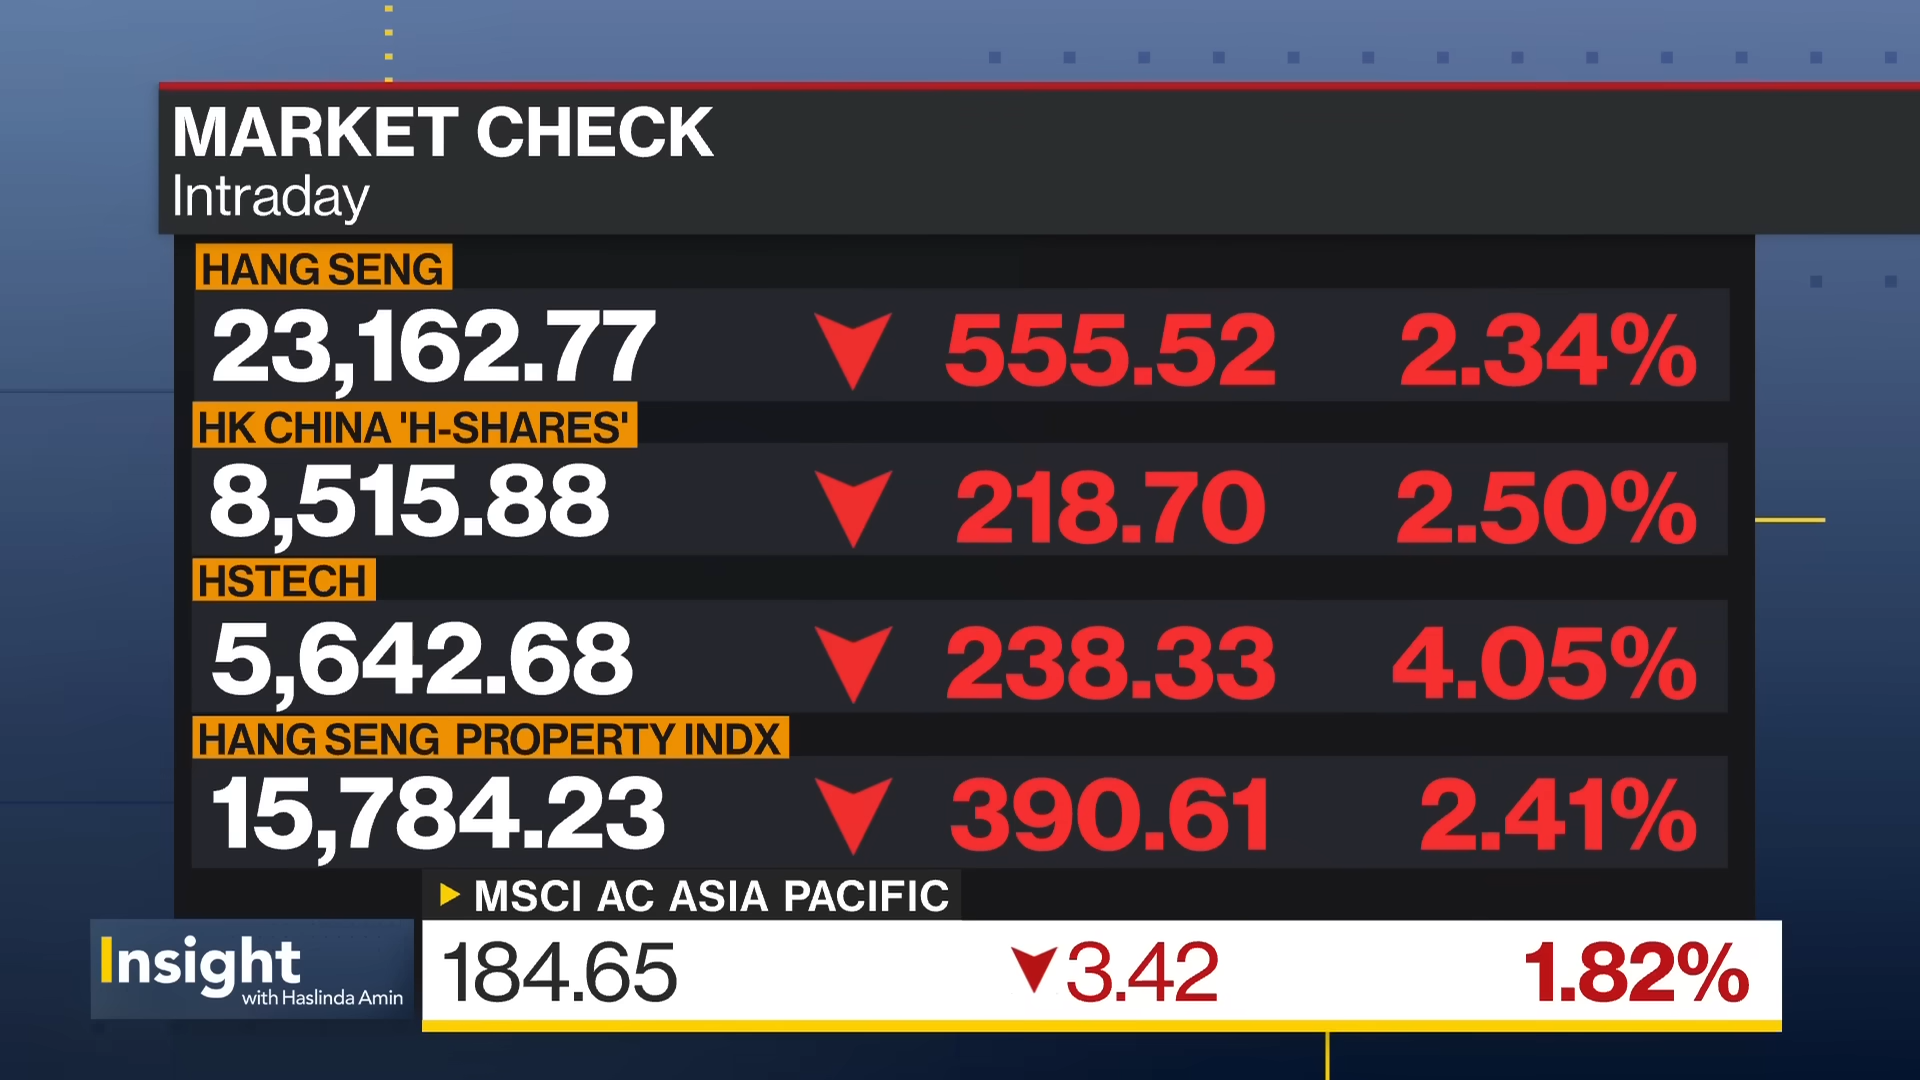 MARKET CHECK
Intraday
HANG SENG
23,162.77 555.52 2.34%
HK CHINA 'H-SHARES'
8,515.88 218.70 2.50%
HSTECH
5,642.68 238.33 4.05%
HANG SENG PROPERTY INDX
15,784.23 390.61 2.41%
MSCI AC ASIA PACIFIC
184.65 3.42 1.82%
Insight
with Haslinda Amin